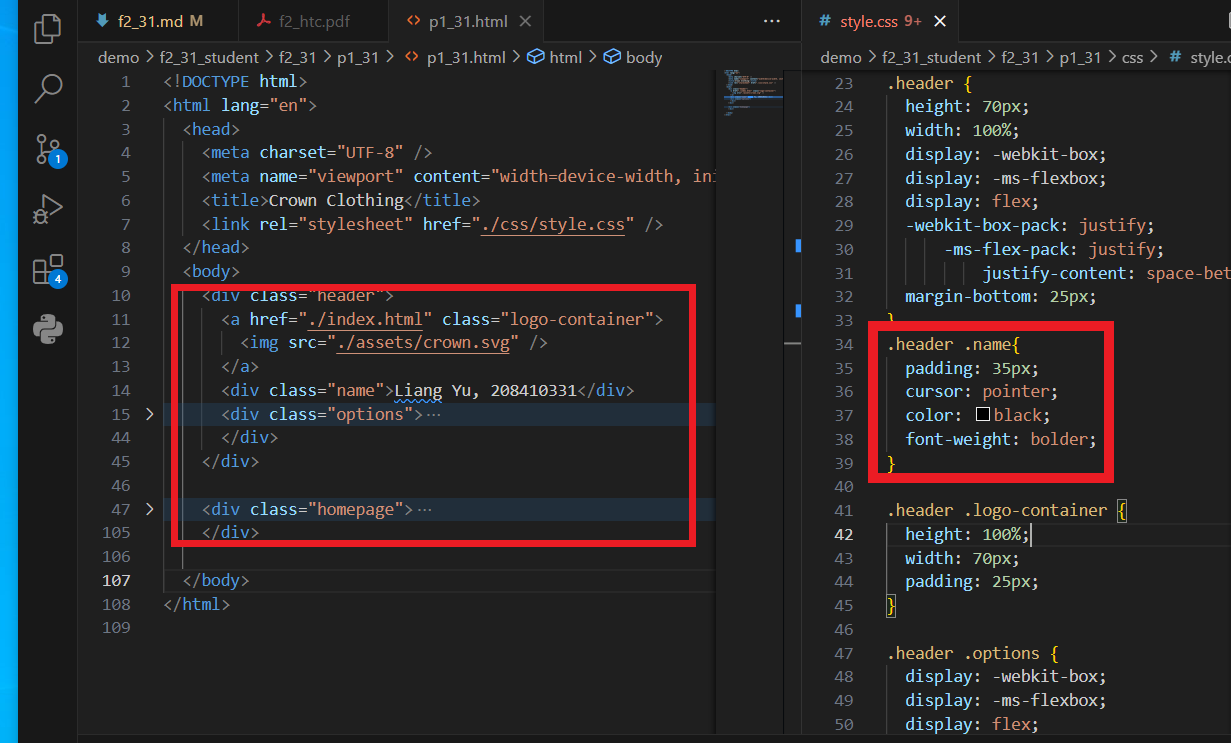 f2_31.md M
f2_htc.pdf
p1_31.html
demo > f2_31_student > f2_31 > p1_31 > p1_31.html > html > body
1 <!DOCTYPE html>
2 <html lang="en">
3 <head>
4 <meta charset="UTF-8" />
5 <meta name="viewport" content="width=device-width, ini
6 <title>Crown Clothing</title>
7 <link rel="stylesheet" href="./css/style.css" />
8 </head>
9 <body>
10 <div class="header">
11 <a href="./index.html" class="logo-container">
12 <img src="./assets/crown.svg" />
13 </a>
14 <div class="name">Liang Yu, 208410331</div>
15 <div class="options">…
44 </div>
45 </div>
46
47 <div class="homepage">…
105 </div>
106
107 </body>
108 </html>
109
1
4
# style.css 9+
demo > f2_31_student > f2_31 > p1_31 > css > # style.c
23 .header {
24 height: 70px;
25 width: 100%;
26 display: -webkit-box;
27 display: -ms-flexbox;
28 display: flex;
29 -webkit-box-pack: justify;
30 -ms-flex-pack: justify;
31 justify-content: space-bet
32 margin-bottom: 25px;
33 }
34 .header .name{
35 padding: 35px;
36 cursor: pointer;
37 color: black;
38 font-weight: bolder;
39 }
40
41 .header .logo-container {
42 height: 100%;
43 width: 70px;
44 padding: 25px;
45 }
46
47 .header .options {
48 display: -webkit-box;
49 display: -ms-flexbox;
50 display: flex;